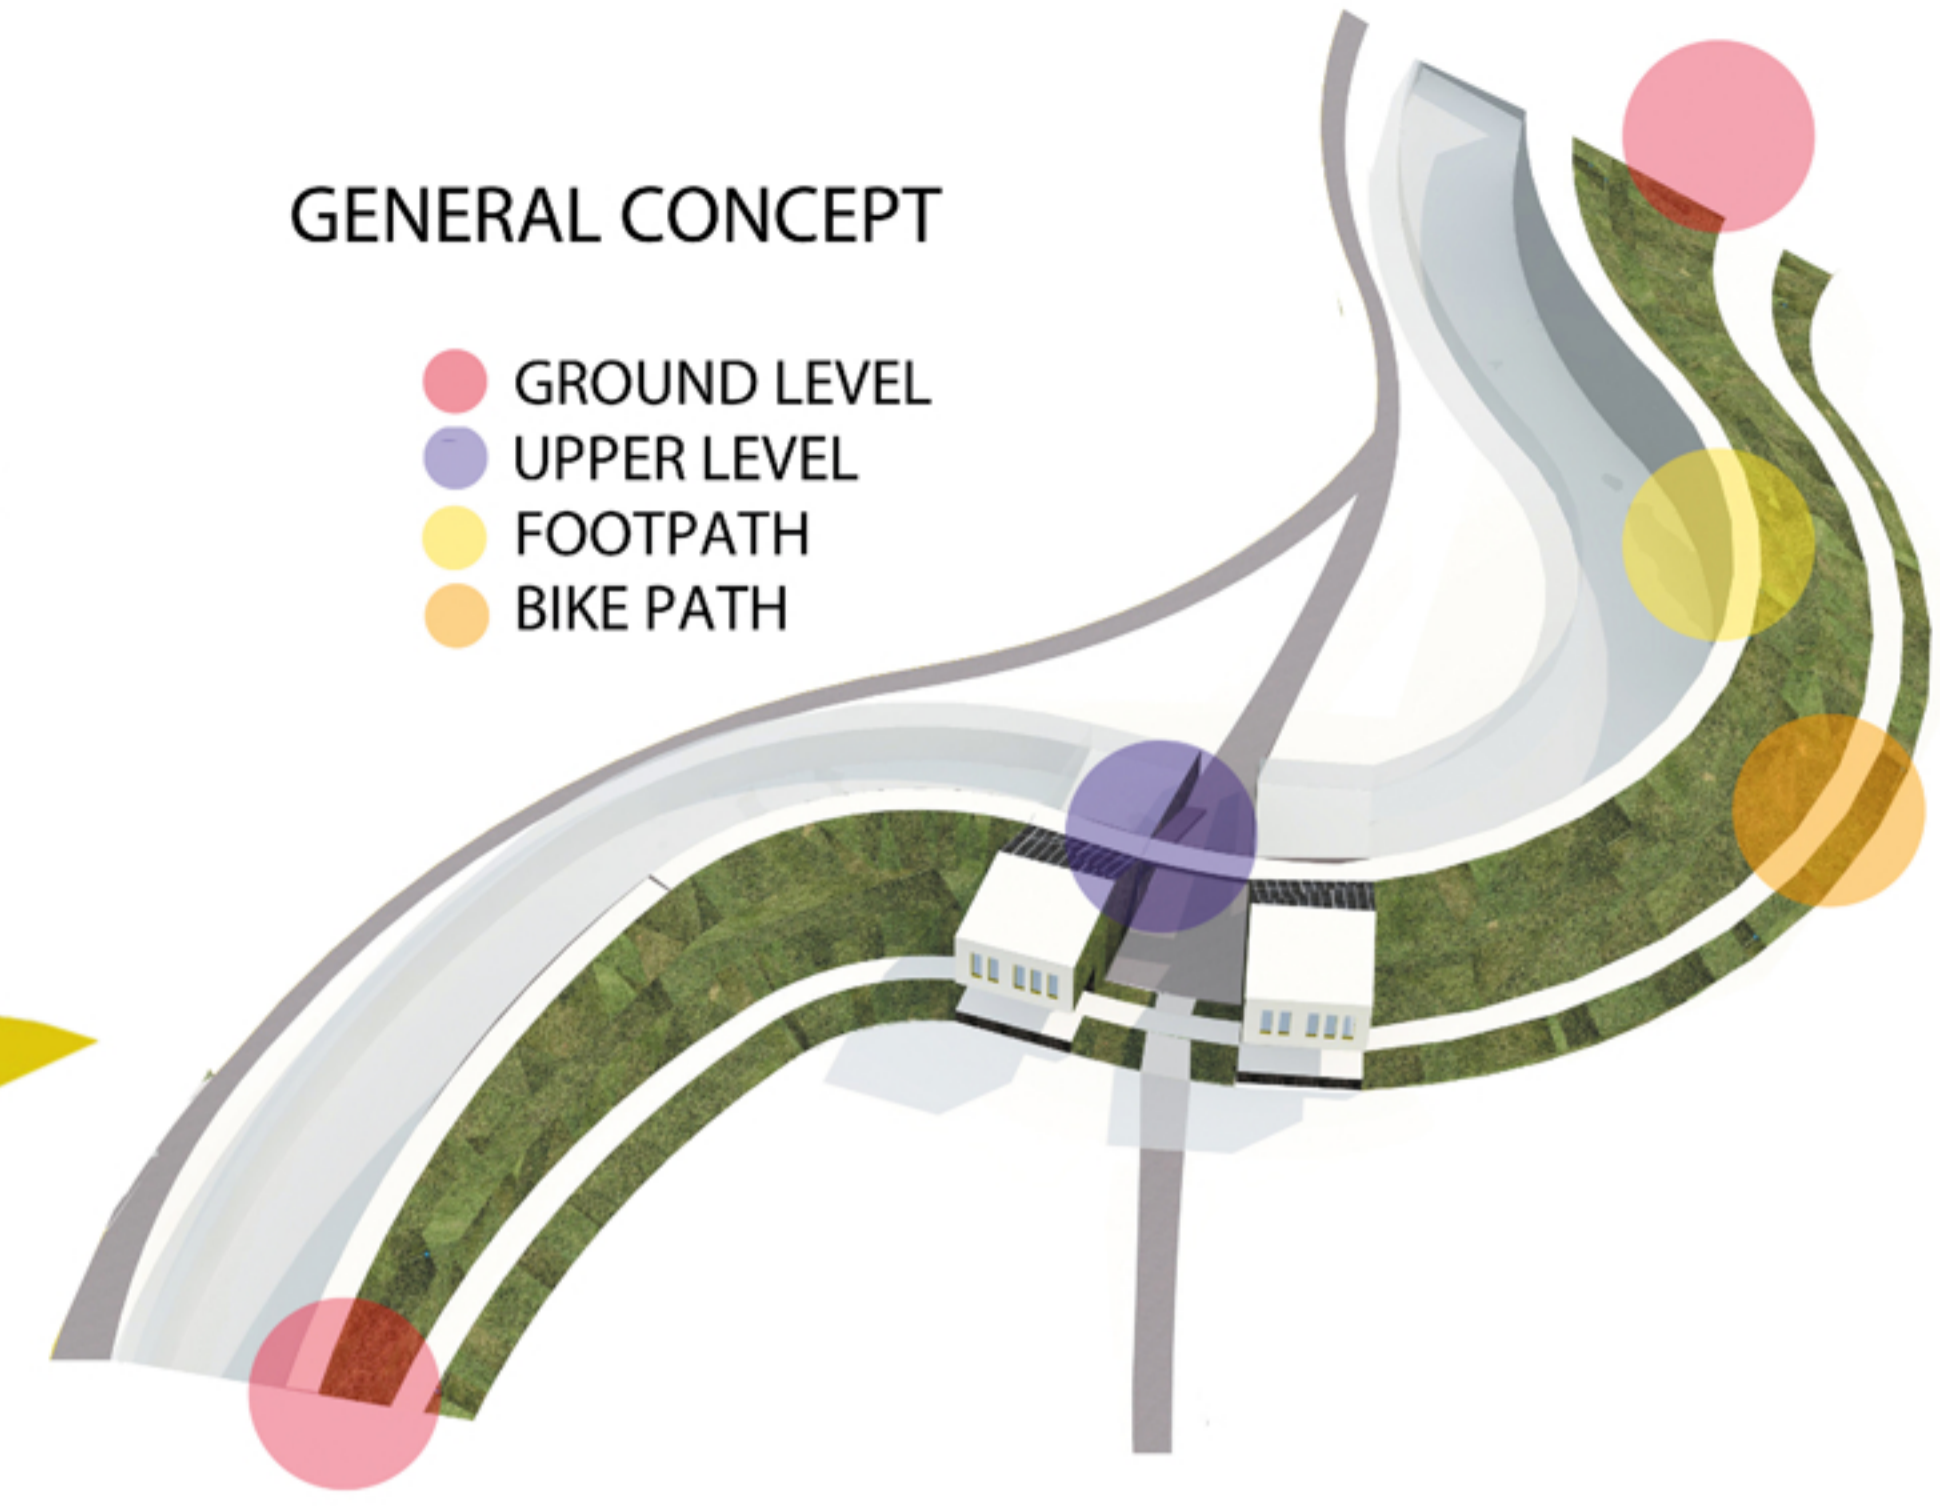 GENERAL CONCEPT
GROUND LEVEL
UPPER LEVEL
FOOTPATH
BIKE PATH